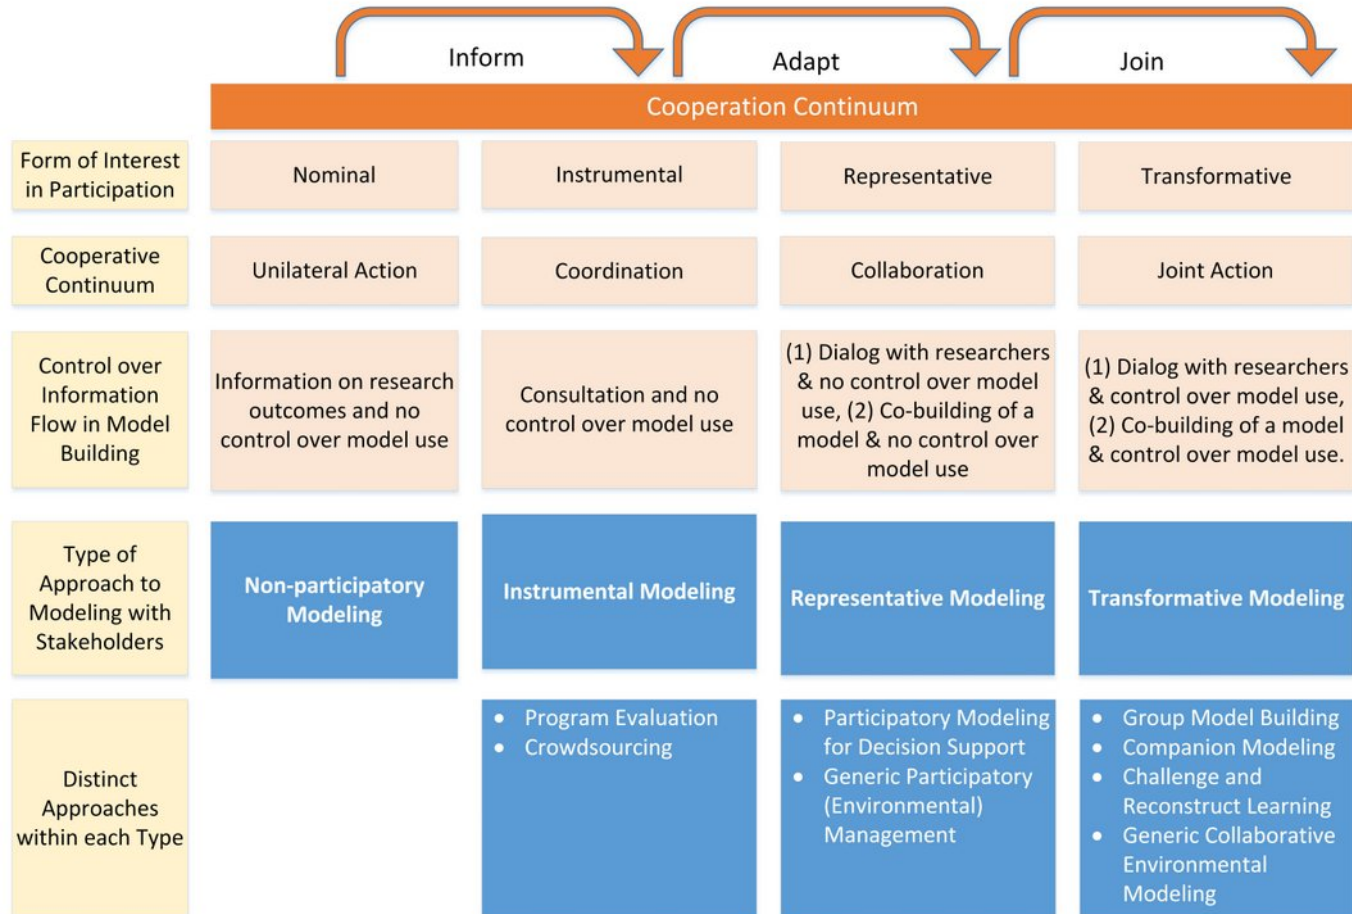 Inform
Adapt
Join
Cooperation Continuum
Form of Interest
in Participation
Nominal
Instrumental
Representative
Transformative
Cooperative
Continuum
Unilateral Action
Coordination
Collaboration
Joint Action
Control over
Information
Flow in Model
Building
Information on research
outcomes and no
control over model use
Consultation and no
control over model use
(1) Dialog with researchers
& no control over model
use, (2) Co-building of a
model & no control over
model use
(1) Dialog with researchers
& control over model use,
(2) Co-building of a model
& control over model use.
Type of
Approach to
Modeling with
Stakeholders
Non-participatory
Modeling
Instrumental Modeling
Representative Modeling
Transformative Modeling
Distinct
Approaches
within each Type
• Program Evaluation
• Crowdsourcing
• Participatory Modeling
for Decision Support
• Generic Participatory
(Environmental)
Management
• Group Model Building
• Companion Modeling
• Challenge and
Reconstruct Learning
• Generic Collaborative
Environmental
Modeling